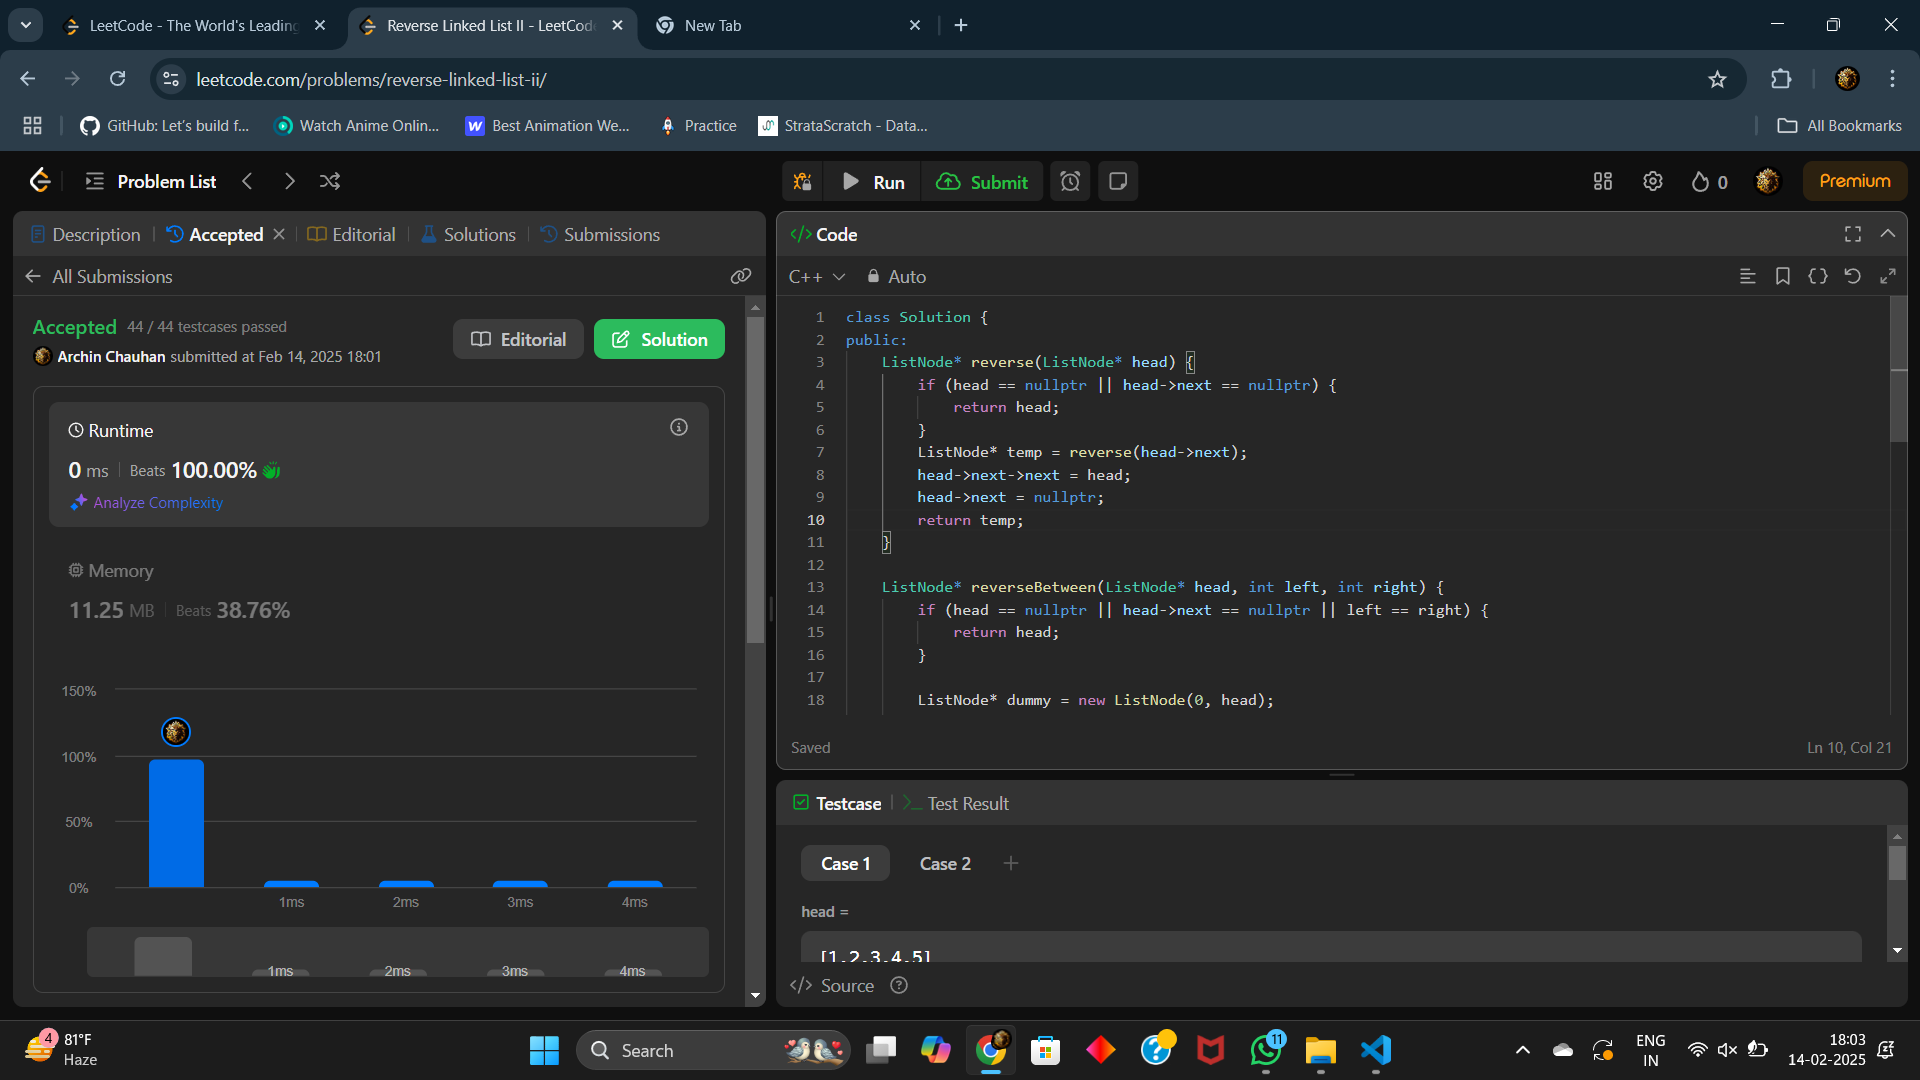 LeetCode - The World's Leading
Reverse Linked List II - LeetCode
New Tab
leetcode.com/problems/reverse-linked-list-ii/
GitHub: Let's build f...
Watch Anime Onlin...
W
Best Animation We...
Practice
StrataScratch - Data...
All Bookmarks
Problem List
Run
Submit
0
Premium
Description
Accepted
Editorial
Solutions
Submissions
All Submissions
Accepted 44 / 44 testcases passed
Archin Chauhan submitted at Feb 14, 2025 18:01
Editorial
Solution
Runtime
0 ms Beats 100.00%
Analyze Complexity
Memory
11.25 MB Beats 38.76%
150%
100%
50%
0%
1ms 2ms 3ms 4ms
1ms 2ms 3ms 4ms
</> Code
C++ Auto
1 class Solution {
2 public:
3 ListNode* reverse(ListNode* head) {
4 if (head == nullptr || head->next == nullptr) {
5 return head;
6 }
7 ListNode* temp = reverse(head->next);
8 head->next->next = head;
9 head->next = nullptr;
10 return temp;
11 }
12
13 ListNode* reverseBetween(ListNode* head, int left, int right) {
14 if (head == nullptr || head->next == nullptr || left == right) {
15 return head;
16 }
17
18 ListNode* dummy = new ListNode(0, head);
Saved
Ln 10, Col 21
Testcase
Test Result
Case 1
Case 2
head =
[1,2,3,4,5]
</> Source
4
81°F
Haze
Search
11
ENG
IN
18:03
14-02-2025